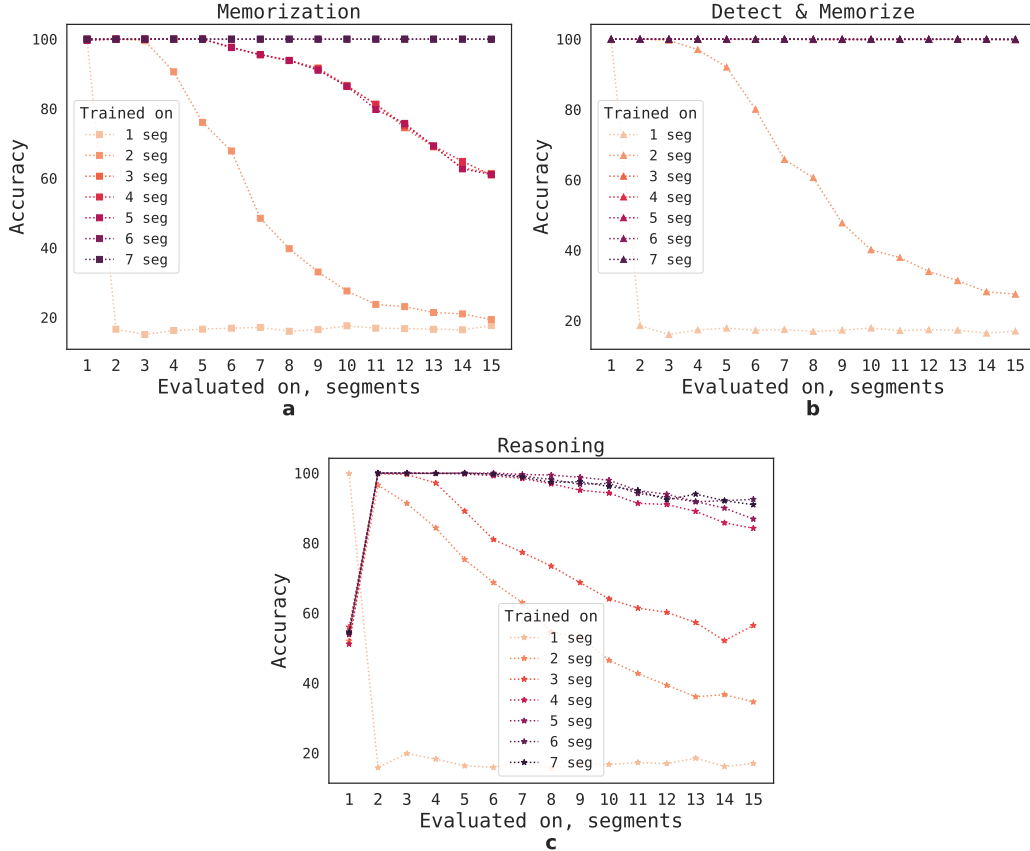 Memorization
100
80
60
40
20
Accuracy
Trained on
1 seg
2 seg
3 seg
4 seg
5 seg
6 seg
7 seg
1 2 3 4 5 6 7 8 9 10 11 12 13 14 15
Evaluated on, segments
a
Detect & Memorize
100
80
60
40
20
Accuracy
Trained on
1 seg
2 seg
3 seg
4 seg
5 seg
6 seg
7 seg
1 2 3 4 5 6 7 8 9 10 11 12 13 14 15
Evaluated on, segments
b
Reasoning
100
80
60
40
20
Accuracy
Trained on
1 seg
2 seg
3 seg
4 seg
5 seg
6 seg
7 seg
1 2 3 4 5 6 7 8 9 10 11 12 13 14 15
Evaluated on, segments
c